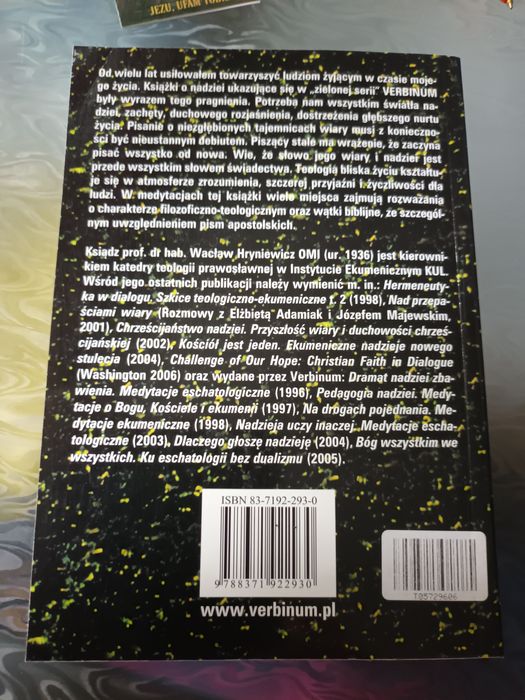 JEZU, UFAM TOBIE
Od wielu lat usiłowałem towarzyszyć ludziom żyjącym w czasie moje-
go życia. Książki o nadziei ukazujące się w „zielonej serii” VERBINUM
były wyrazem tego pragnienia. Potrzeba nam wszystkim światła na-
dziei, zachęty, duchowego rozjaśnienia, dostrzeżenia głębszego nurtu
życia. Pisanie o niezgłębionych tajemnicach wiary musi z koniecznoś-
ci być nieustannym debiutem. Piszący stale ma wrażenie, że zaczyna
pisać wszystko od nowa. Wie, że słowo jego wiary i nadziei jest
przede wszystkim słowem świadectwa. Teologia bliska życiu kształtu-
je się w atmosferze zrozumienia, szczerej przyjaźni i życzliwości dla
ludzi. W medytacjach tej książki wiele miejsca zajmują rozważania
o charakterze filozoficzno-teologicznym oraz wątki biblijne, ze szczegól-
nym uwzględnieniem pism apostolskich.
Ksiądz prof. dr hab. Wacław Hryniewicz OMI (ur. 1936) jest kierow-
nikiem katedry teologii prawosławnej w Instytucie Ekumenicznym KUL.
Wśród jego ostatnich publikacji należy wymienić m. in.: Hermeneuty-
ka w dialogu. Szkice teologiczno-ekumeniczne t. 2 (1998), Nad przepa-
ściami wiary (Rozmowy z Elżbietą Adamiak i Józefem Majewskim,
2001), Chrześcijaństwo nadziei. Przyszłość wiary i duchowości chrześ-
cijańskiej (2002), Kościół jest jeden. Ekumeniczne nadzieje nowego
stulecia (2004), Challenge of Our Hope: Christian Faith in Dialogue
(Washington 2006) oraz wydane przez Verbinum: Dramat nadziei zba-
wienia. Medytacje eschatologiczne (1996), Pedagogia nadziei. Medy-
tacje o Bogu, Kościele i ekumenii (1997), Na drogach pojednania. Me-
dytacje ekumeniczne (1998), Nadzieja uczy inaczej. Medytacje escha-
tologiczne (2003), Dlaczego głoszę nadzieję (2004), Bóg wszystkim we
wszystkich. Ku eschatologii bez dualizmu (2005).
ISBN 83-7192-293-0
9 788371 922930
T05729606
www.verbinum.pl